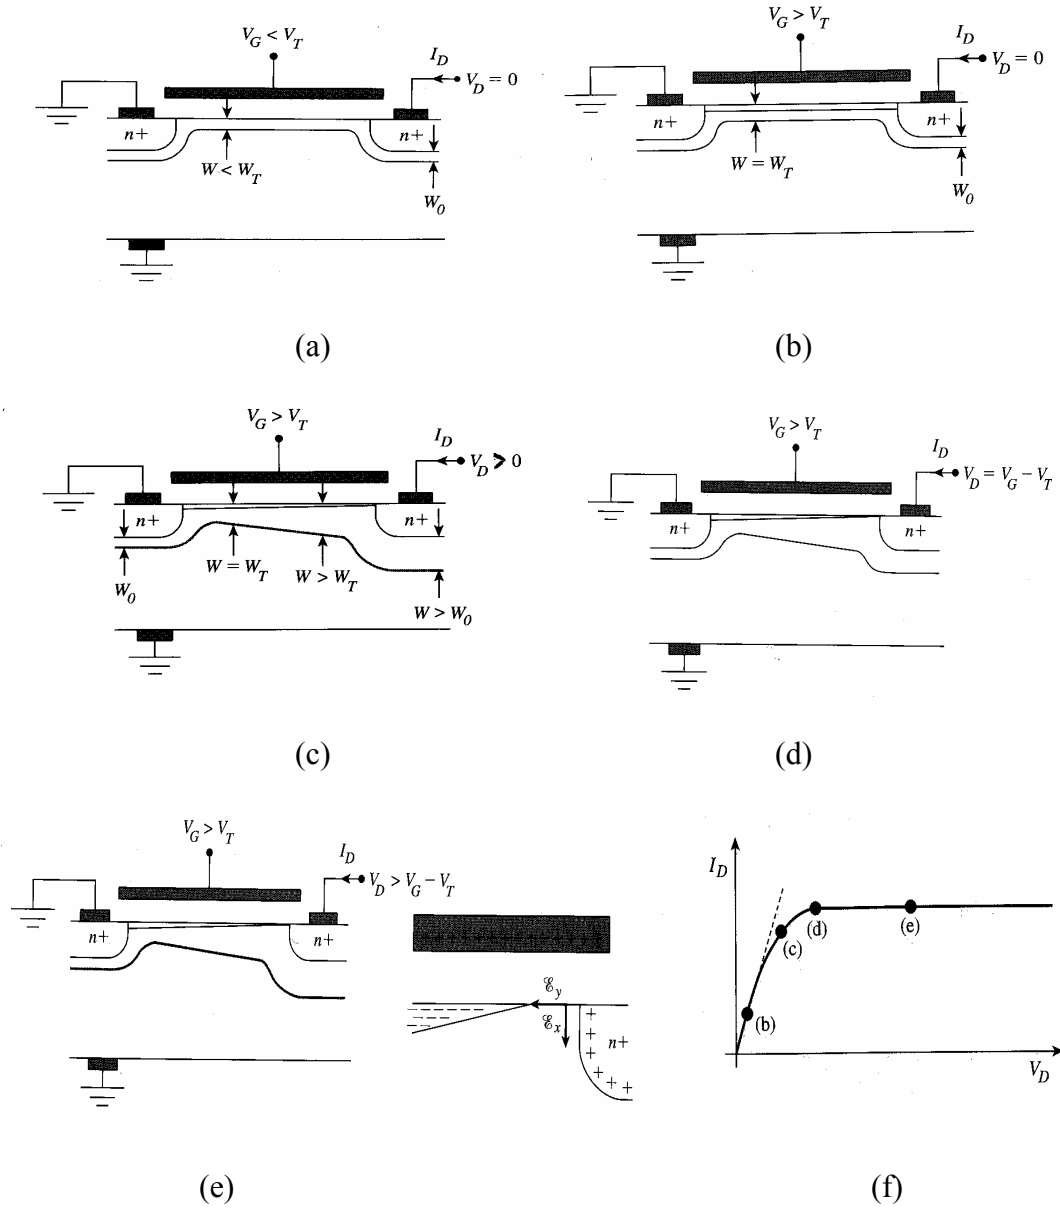 V_G < V_T
I_D
V_D = 0
n+
n+
W < W_T
W_0
(a)
V_G > V_T
I_D
V_D = 0
n+
n+
W = W_T
W_0
(b)
V_G > V_T
I_D
V_D > 0
n+
n+
W = W_T
W > W_T
W_0
W > W_0
(c)
V_G > V_T
I_D
V_D = V_G − V_T
n+
n+
(d)
V_G > V_T
I_D
V_D > V_G − V_T
n+
n+
ℰ_y
ℰ_x
n+
(e)
I_D
(d)
(e)
(c)
(b)
V_D
(f)